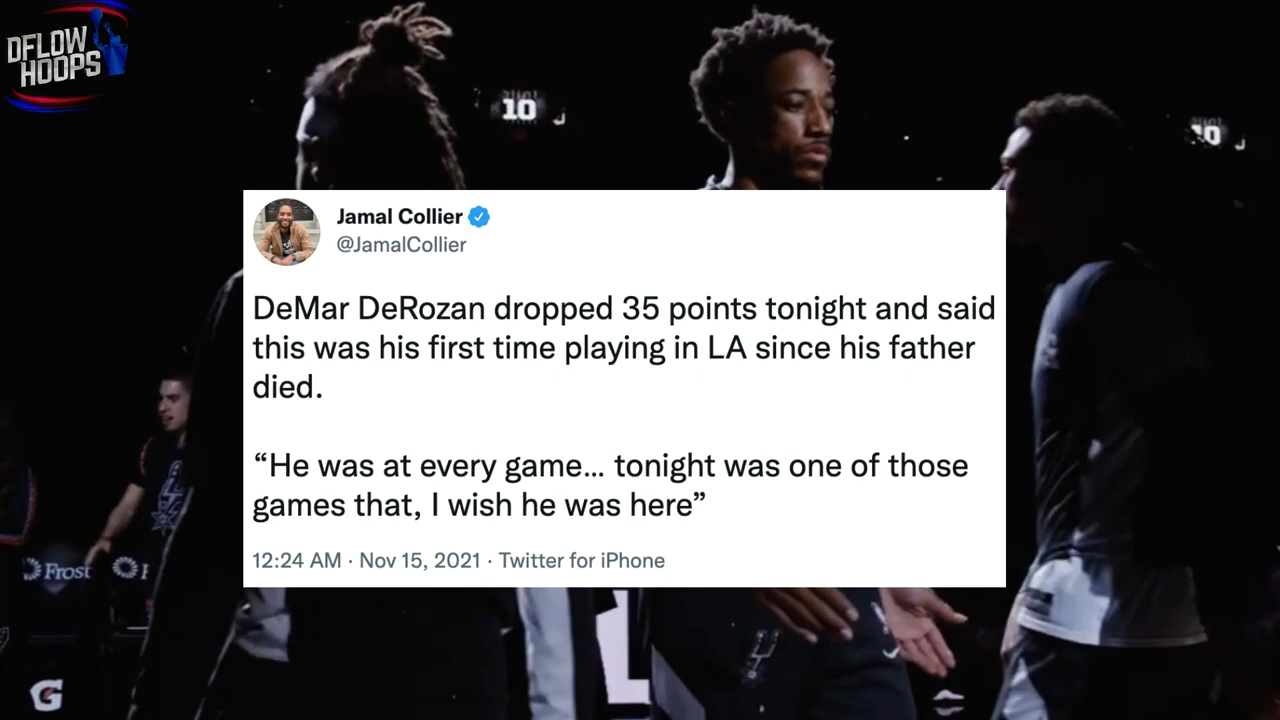 DFLOW
HOOPS
10
10
Jamal Collier
@JamalCollier
DeMar DeRozan dropped 35 points tonight and said
this was his first time playing in LA since his father
died.
“He was at every game... tonight was one of those
games that, I wish he was here”
12:24 AM · Nov 15, 2021 · Twitter for iPhone
Frost
G